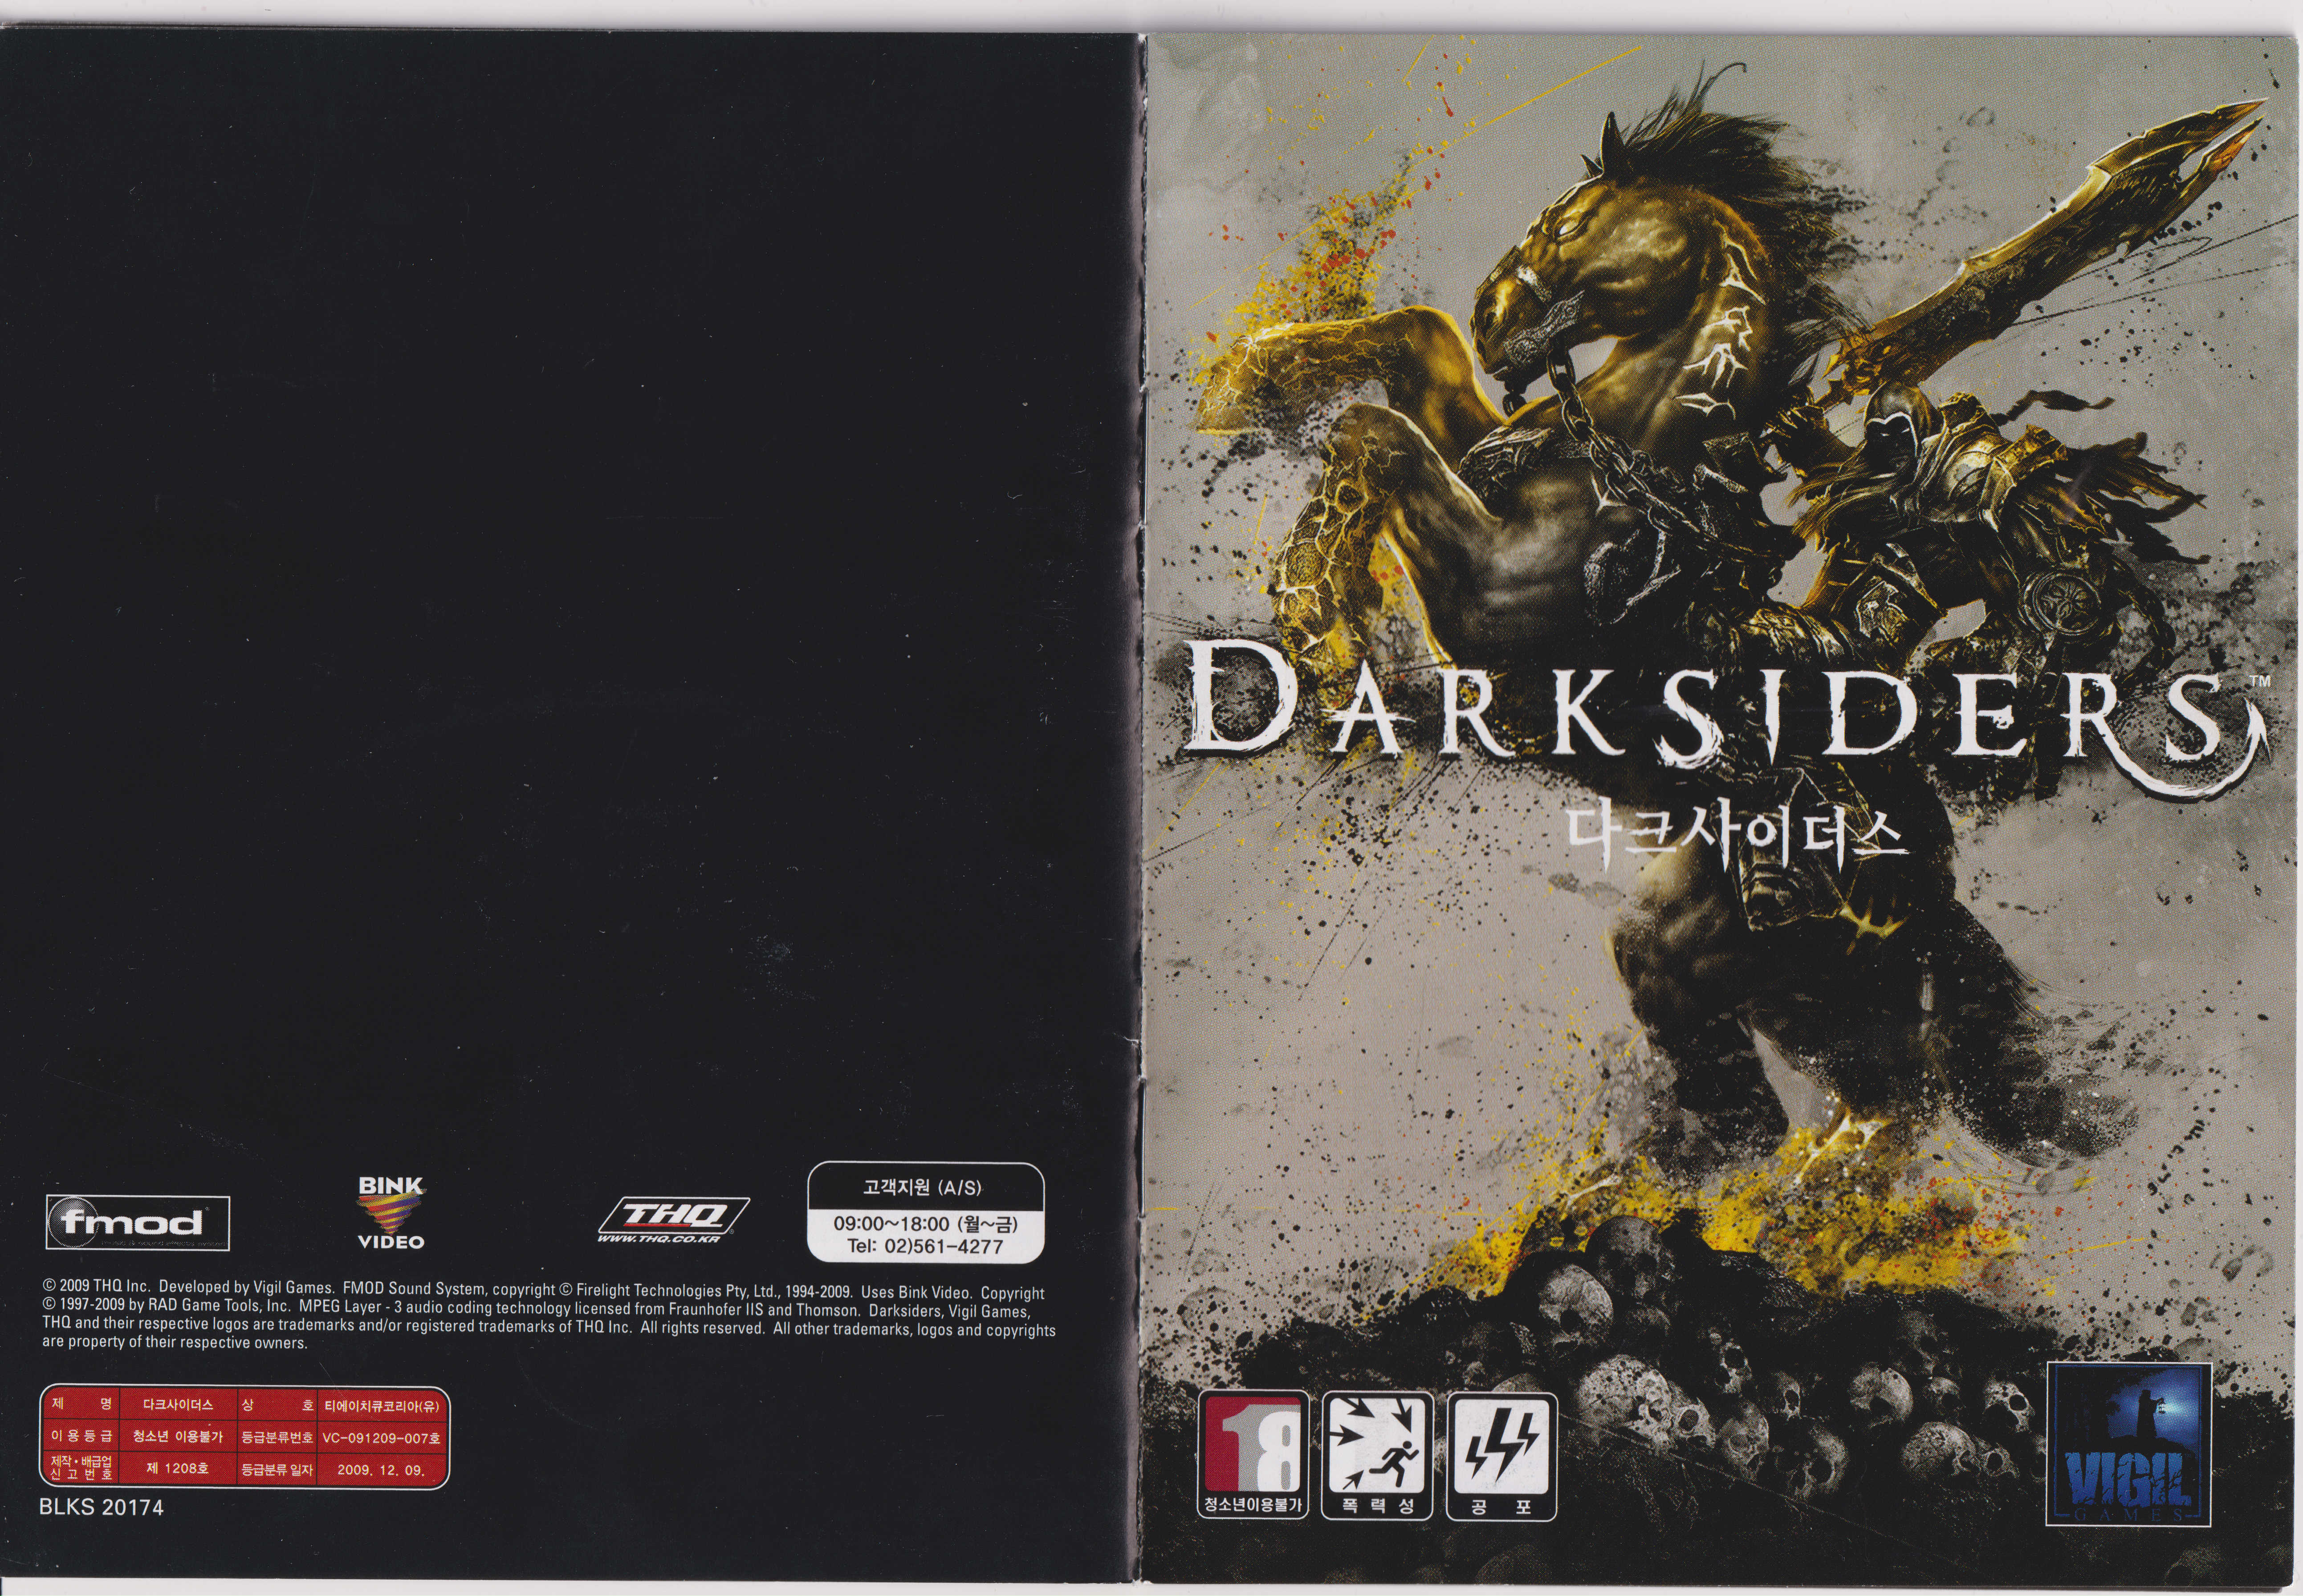 fmod
BINK
VIDEO
THQ
WWW.THQ.CO.KR
고객지원 (A/S)
09:00~18:00 (월~금)
Tel: 02)561-4277
© 2009 THQ Inc. Developed by Vigil Games. FMOD Sound System, copyright © Firelight Technologies Pty, Ltd., 1994-2009. Uses Bink Video. Copyright
© 1997-2009 by RAD Game Tools, Inc. MPEG Layer - 3 audio coding technology licensed from Fraunhofer IIS and Thomson. Darksiders, Vigil Games,
THQ and their respective logos are trademarks and/or registered trademarks of THQ Inc. All rights reserved. All other trademarks, logos and copyrights
are property of their respective owners.
제 명 다크사이더스 상 호 티에이치큐코리아(유)
이용등급 청소년 이용불가 등급분류번호 VC-091209-007호
제작·배급업 신고번호 제 1208호 등급분류 일자 2009. 12. 09.
BLKS 20174
DARKSIDERS™
다크사이더스
18
청소년이용불가
폭력성
공포
VIGIL
GAMES